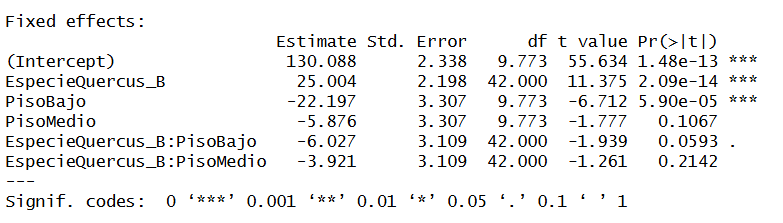 Fixed effects:
                        Estimate Std. Error     df t value Pr(>|t|)
(Intercept)              130.088      2.338  9.773  55.634 1.48e-13 ***
EspecieQuercus_B          25.004      2.198 42.000  11.375 2.09e-14 ***
PisoBajo                 -22.197      3.307  9.773  -6.712 5.90e-05 ***
PisoMedio                 -5.876      3.307  9.773  -1.777   0.1067
EspecieQuercus_B:PisoBajo  -6.027      3.109 42.000  -1.939   0.0593 .
EspecieQuercus_B:PisoMedio -3.921      3.109 42.000  -1.261   0.2142
---
Signif. codes:  0 ‘***’ 0.001 ‘**’ 0.01 ‘*’ 0.05 ‘.’ 0.1 ‘ ’ 1